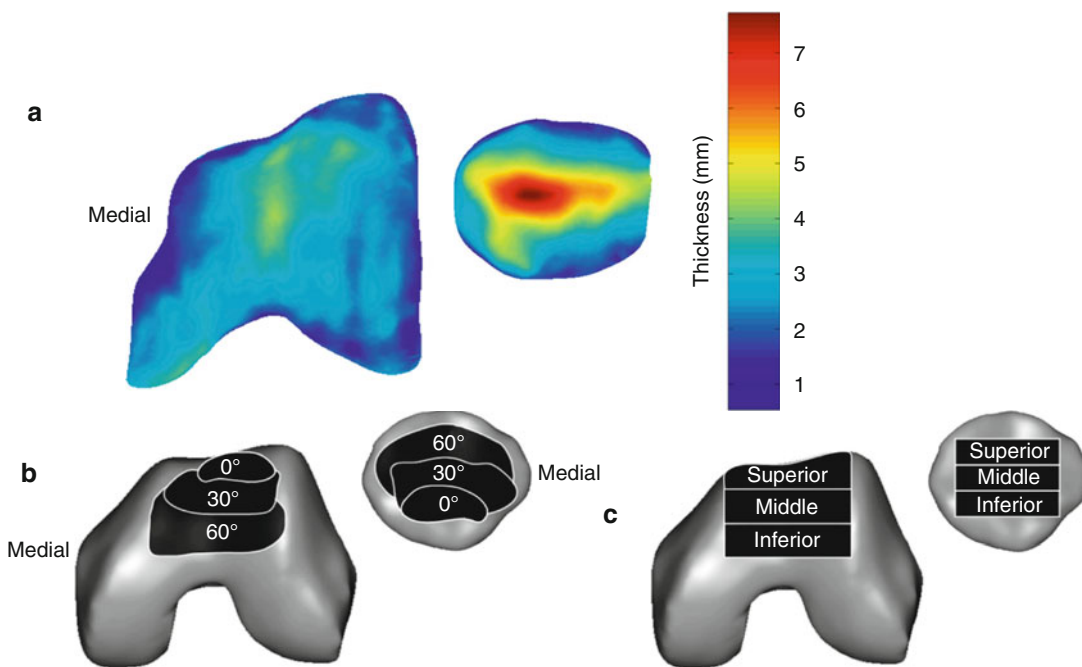 a
Medial
Thickness (mm)
7
6
5
4
3
2
1
b
0°
30°
60°
Medial
60°
30°
0°
Medial
c
Superior
Middle
Inferior
Superior
Middle
Inferior